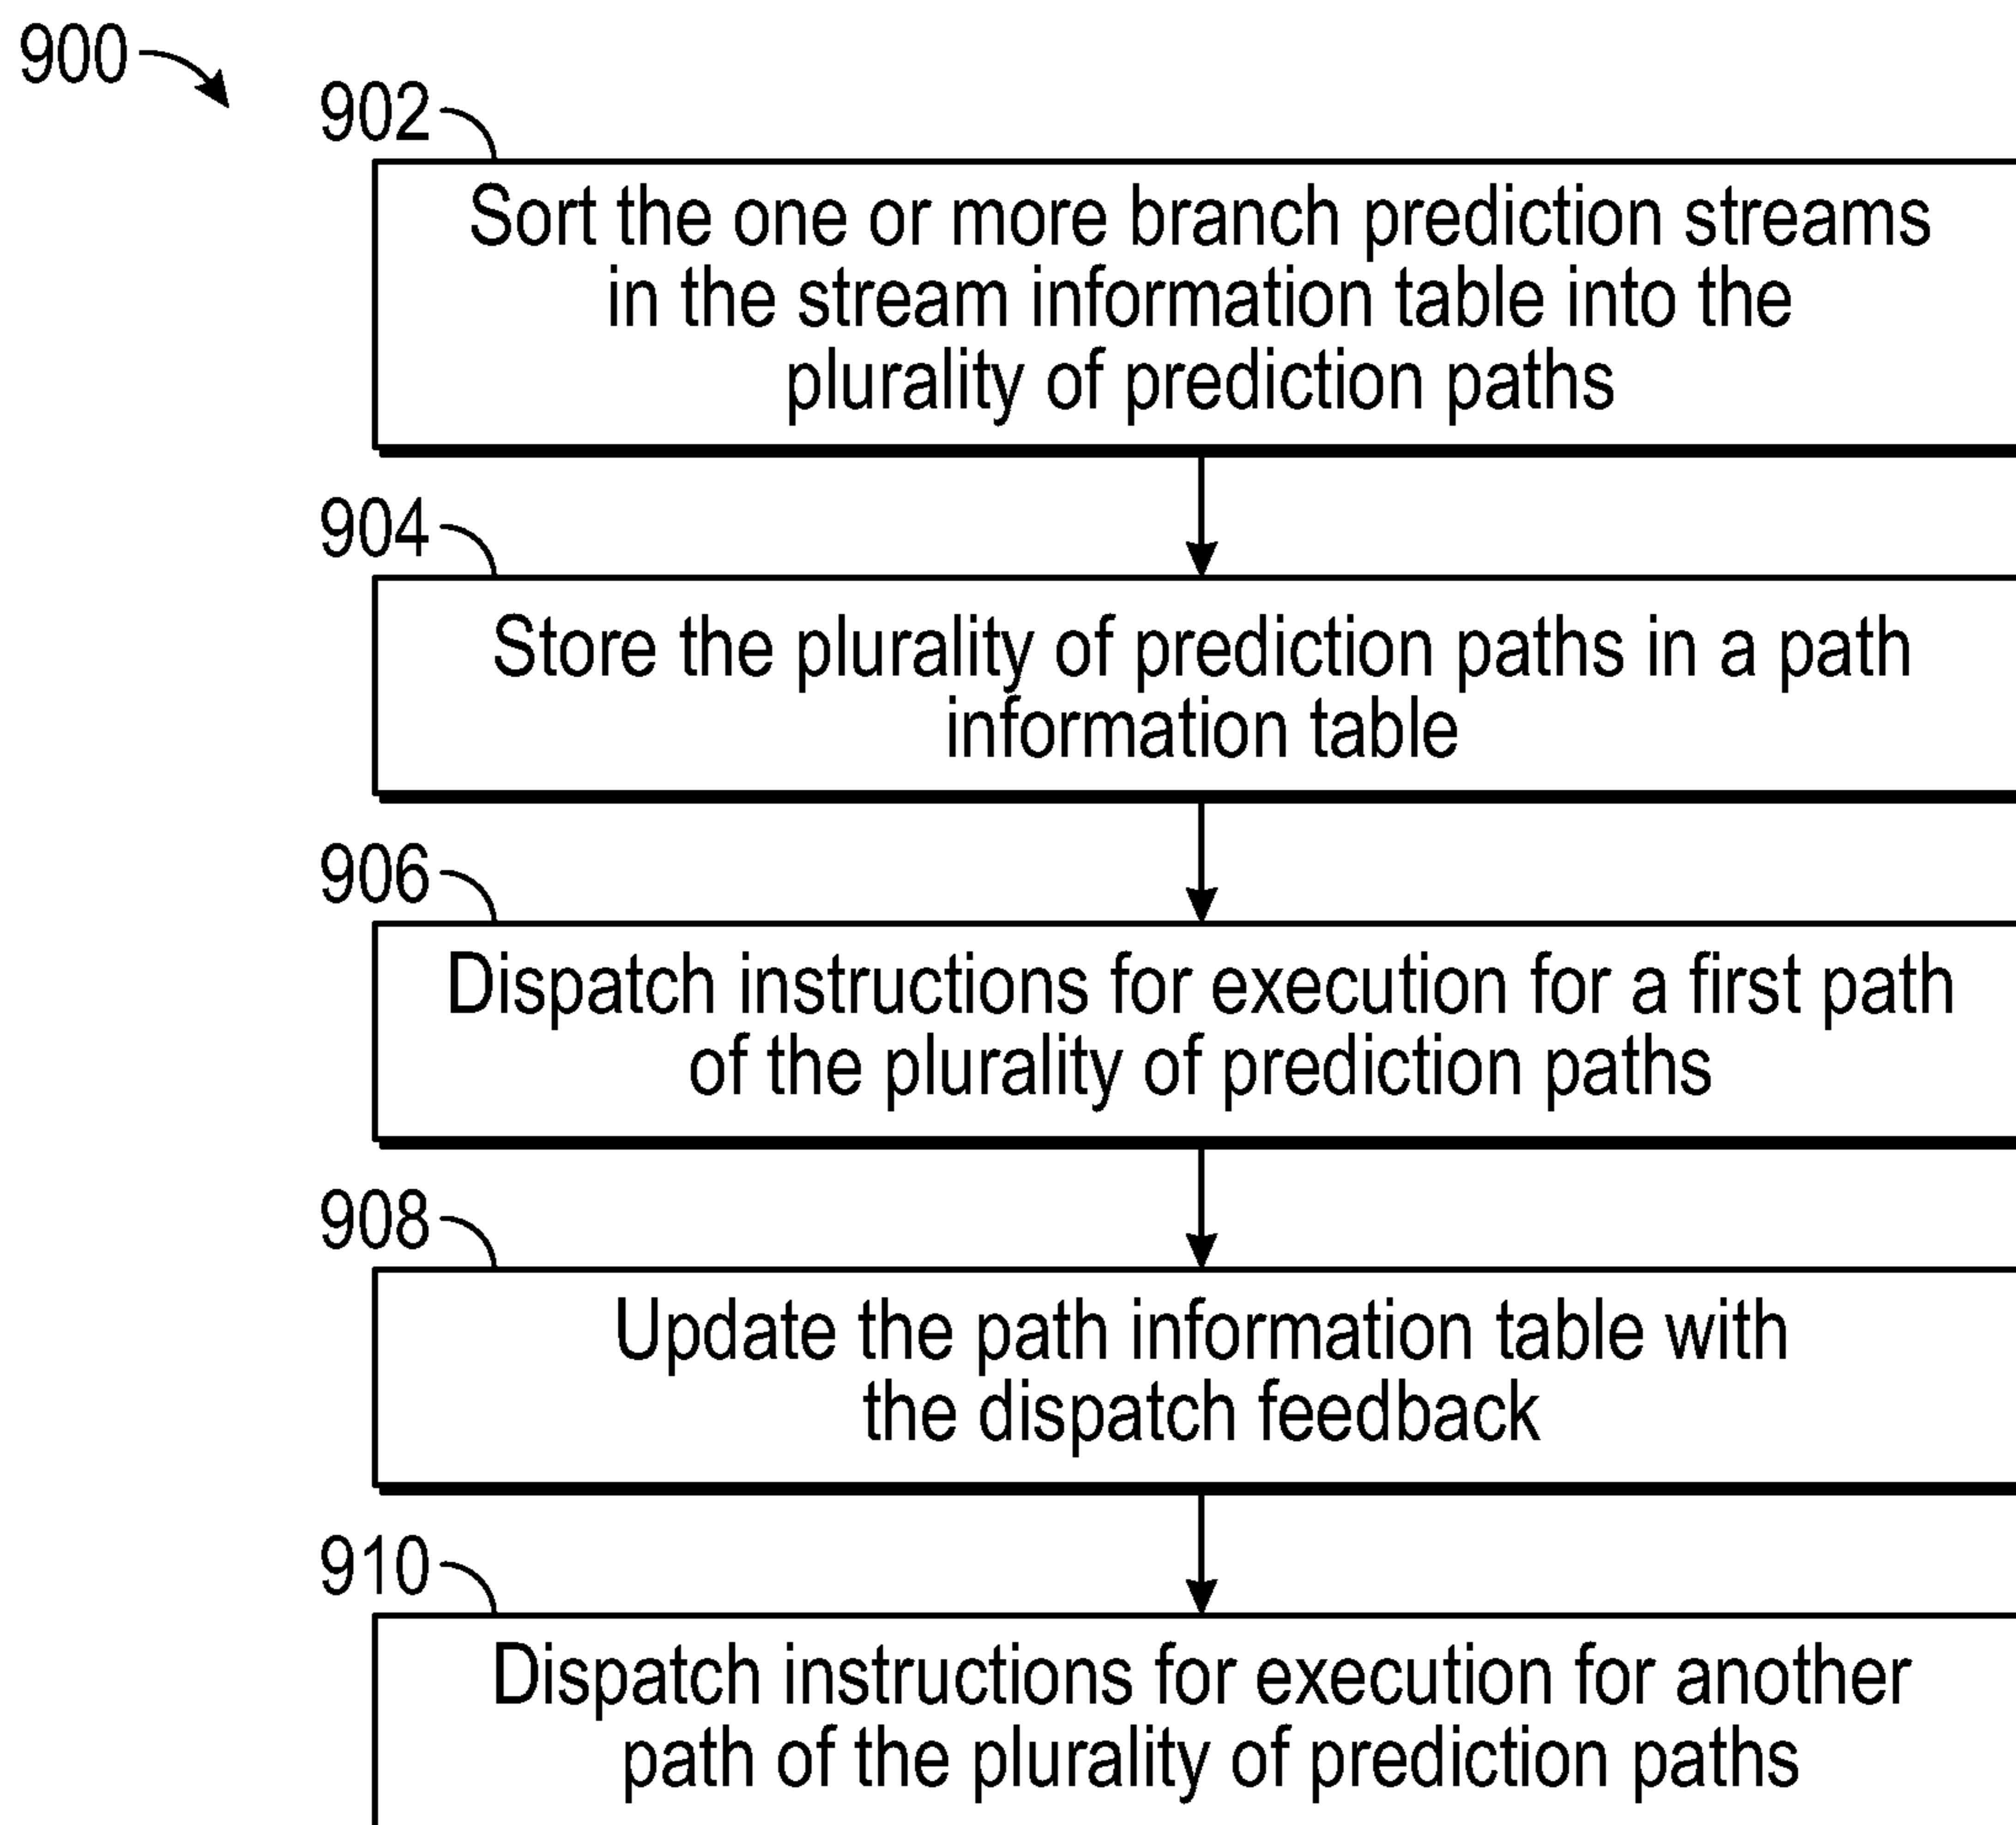 900
902
Sort the one or more branch prediction streams
in the stream information table into the
plurality of prediction paths
904
Store the plurality of prediction paths in a path
information table
906
Dispatch instructions for execution for a first path
of the plurality of prediction paths
908
Update the path information table with
the dispatch feedback
910
Dispatch instructions for execution for another
path of the plurality of prediction paths